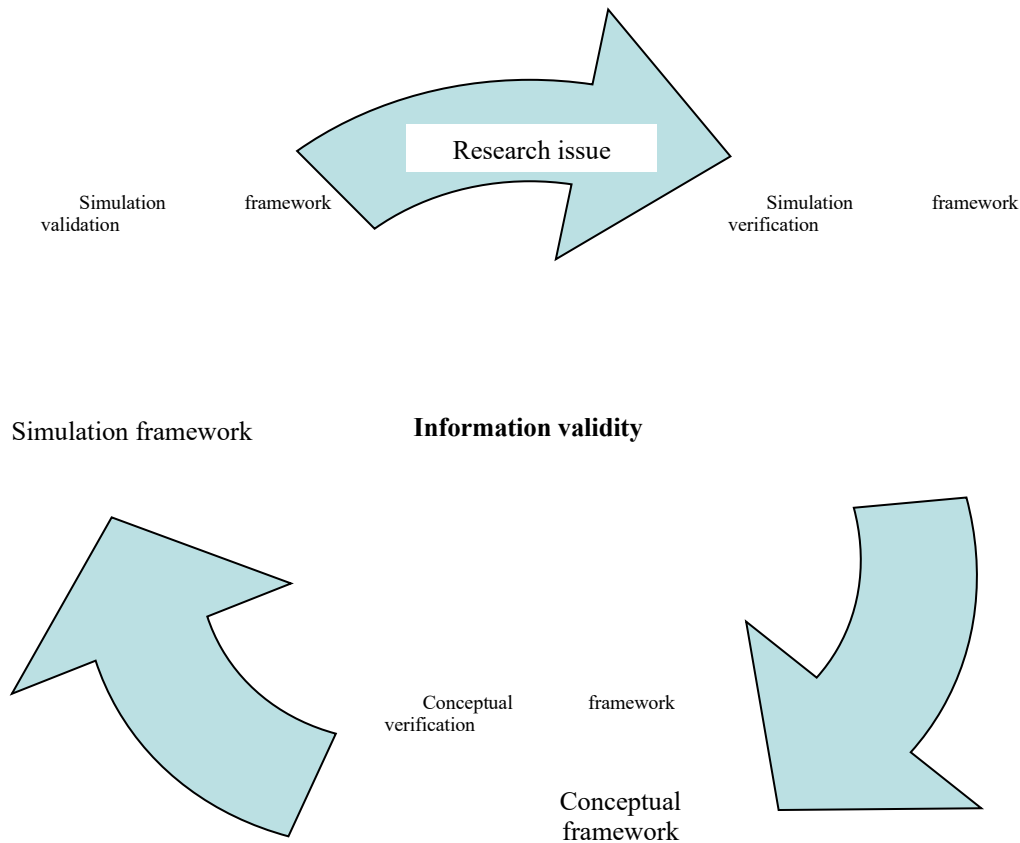 Research issue
Simulation framework
validation
Simulation framework
verification
Simulation framework
Information validity
Conceptual framework
verification
Conceptual
framework